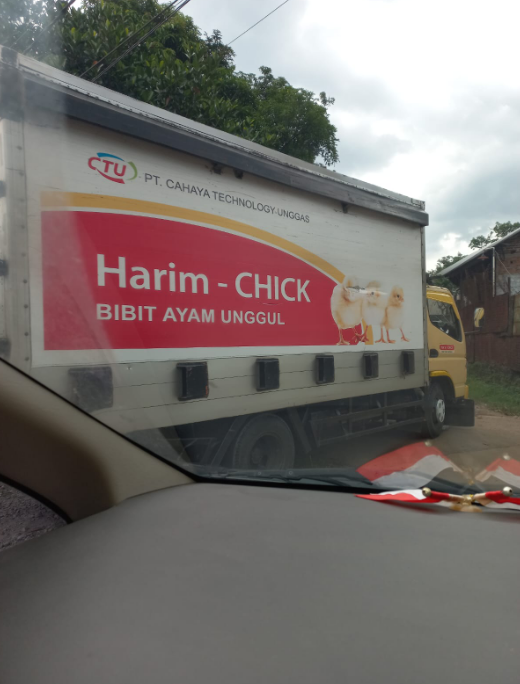 CTU
PT. CAHAYA TECHNOLOGY UNGGAS
Harim - CHICK
BIBIT AYAM UNGGUL